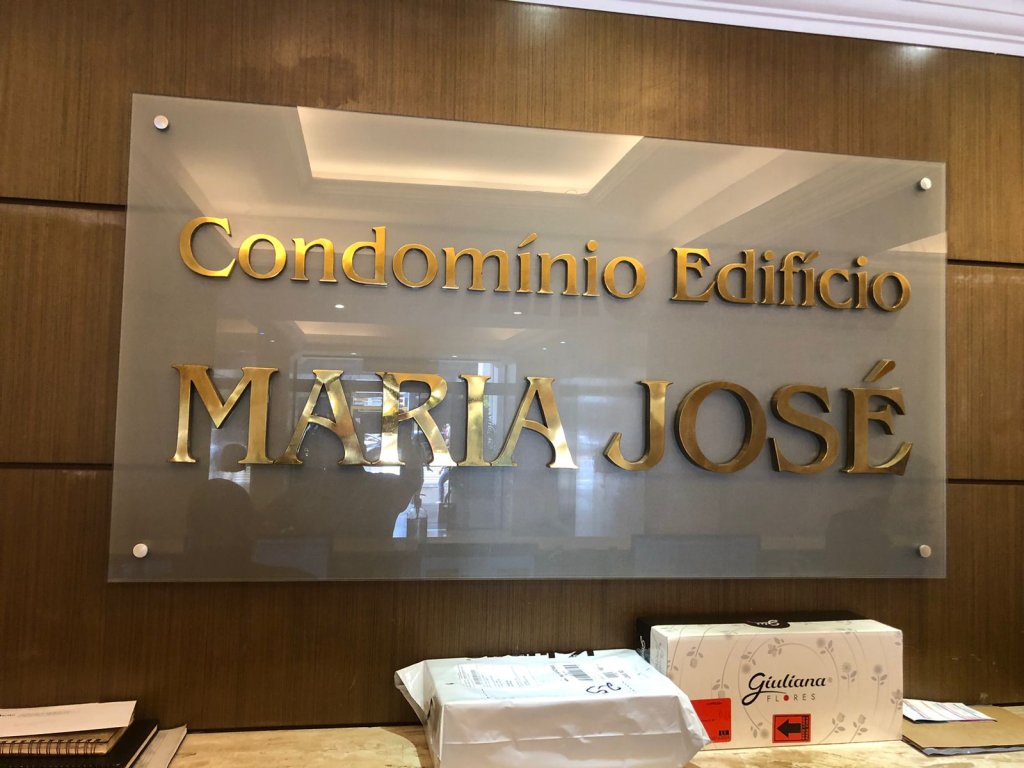 Condomínio Edifício
MARIA JOSÉ
Giuliana
FLORES